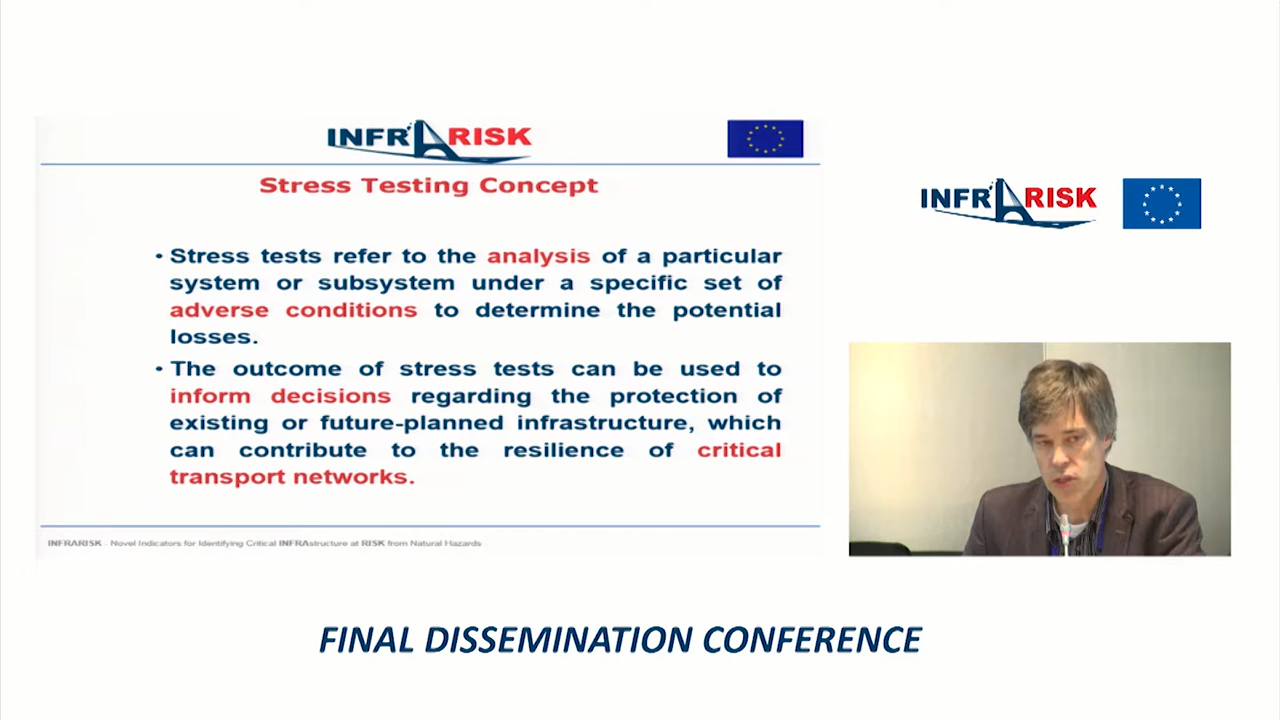 INFRARISK
Stress Testing Concept
• Stress tests refer to the analysis of a particular
system or subsystem under a specific set of
adverse conditions to determine the potential
losses.
• The outcome of stress tests can be used to
inform decisions regarding the protection of
existing or future-planned infrastructure, which
can contribute to the resilience of critical
transport networks.
INFRARISK - Novel Indicators for Identifying Critical INFRAstructure at RISK from Natural Hazards
INFRARISK
FINAL DISSEMINATION CONFERENCE